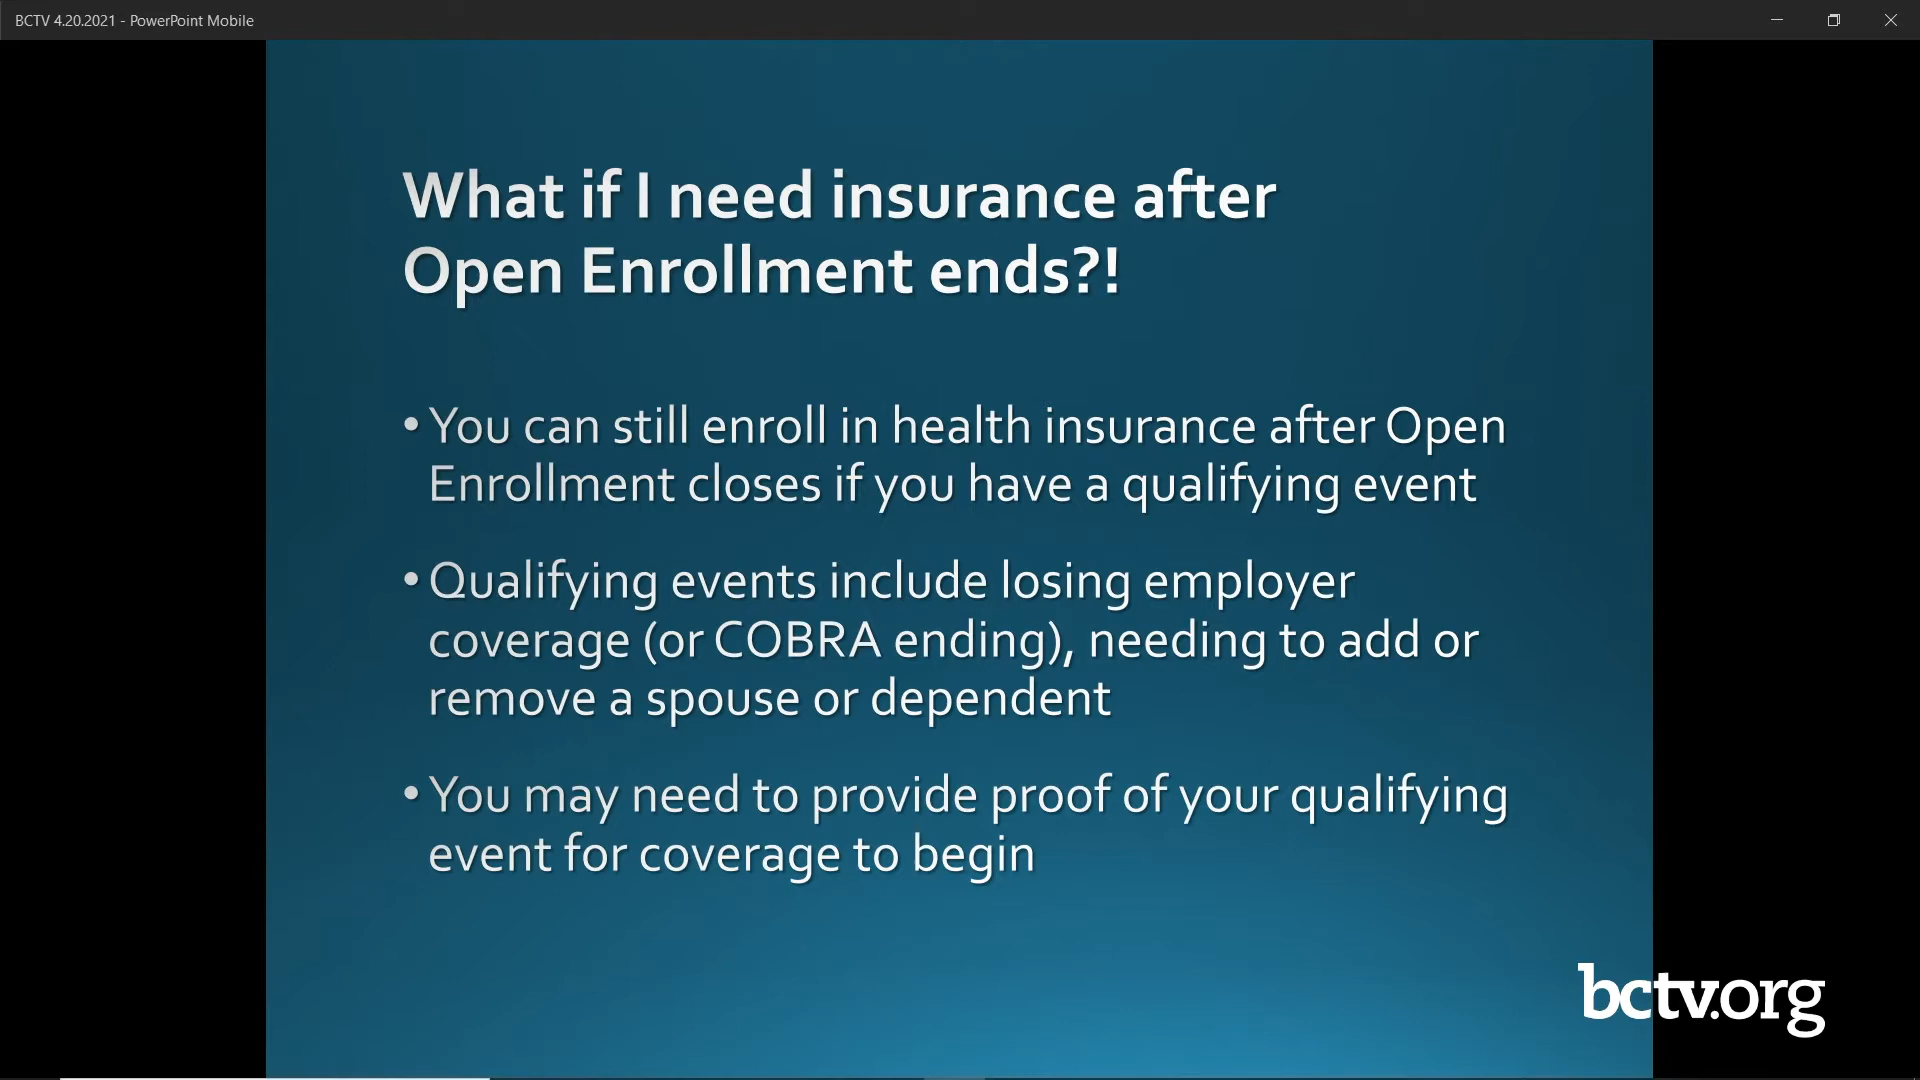 BCTV 4.20.2021 - PowerPoint Mobile
What if I need insurance after
Open Enrollment ends?!
• You can still enroll in health insurance after Open
Enrollment closes if you have a qualifying event
• Qualifying events include losing employer
coverage (or COBRA ending), needing to add or
remove a spouse or dependent
• You may need to provide proof of your qualifying
event for coverage to begin
bctv.org